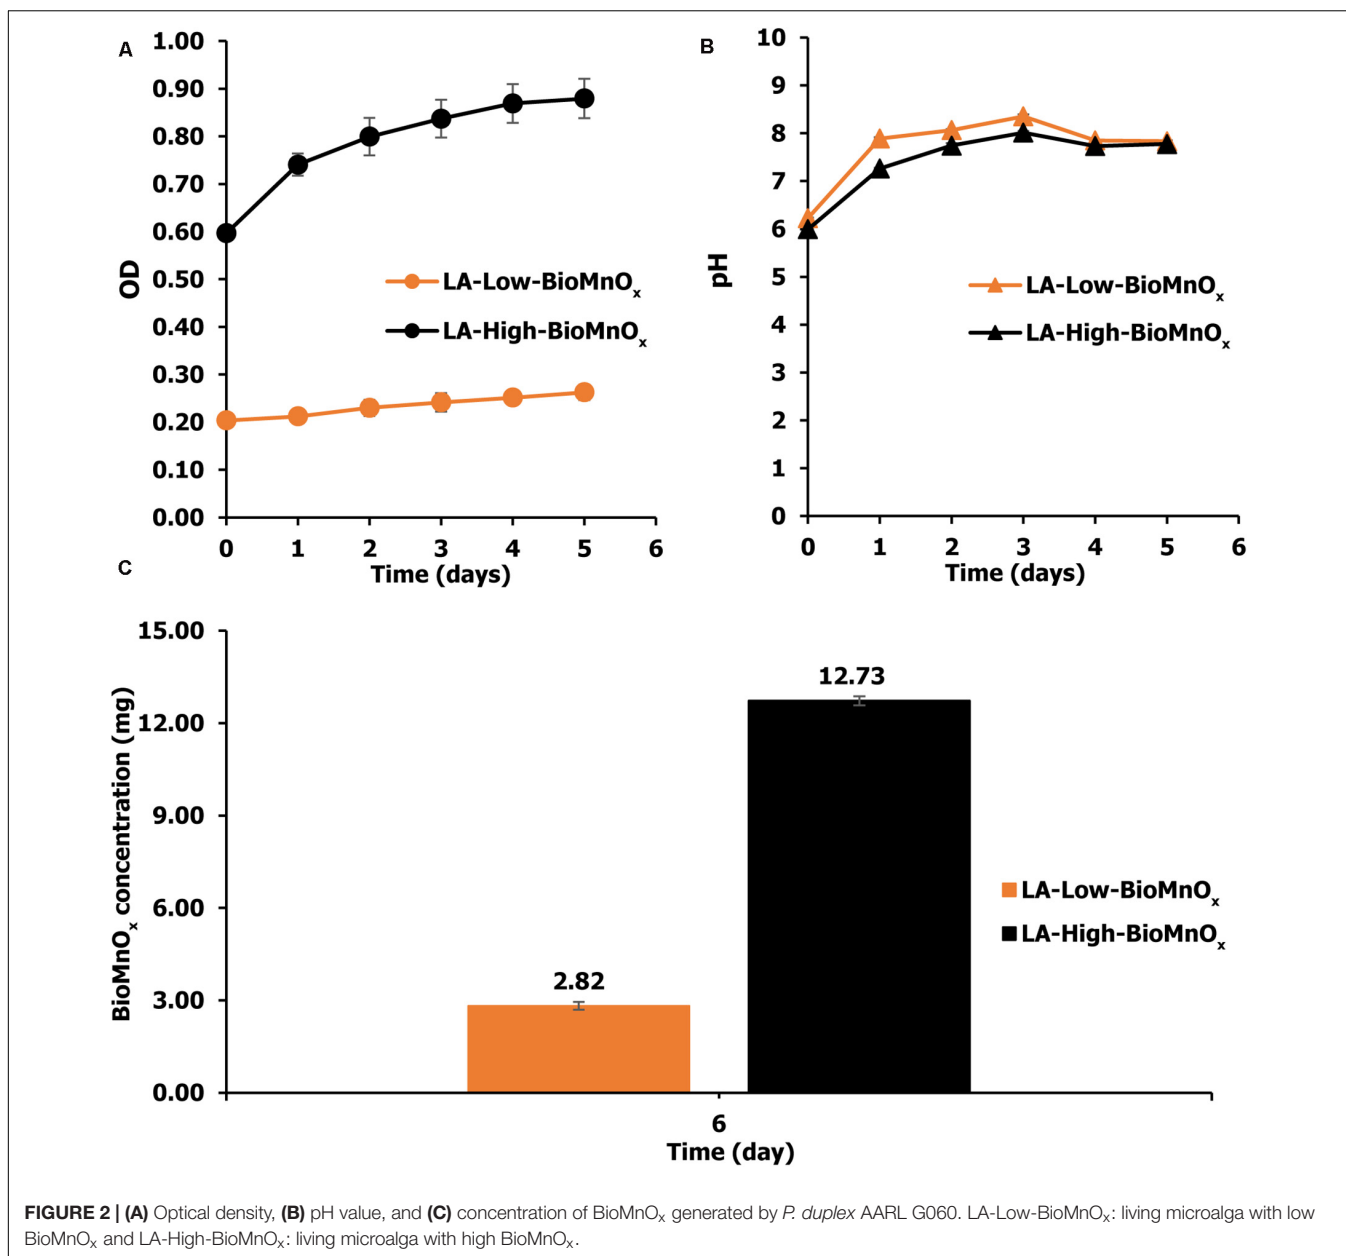 A
1.00
0.90
0.80
0.70
0.60
0.50
0.40
0.30
0.20
0.10
0.00
OD
LA-Low-BioMnOₓ
LA-High-BioMnOₓ
0 1 2 3 4 5 6
Time (days)
B
10
9
8
7
6
5
4
3
2
1
0
pH
LA-Low-BioMnOₓ
LA-High-BioMnOₓ
0 1 2 3 4 5 6
Time (days)
C
15.00
12.00
9.00
6.00
3.00
0.00
BioMnOₓ concentration (mg)
2.82
12.73
LA-Low-BioMnOₓ
LA-High-BioMnOₓ
6
Time (day)
FIGURE 2 | (A) Optical density, (B) pH value, and (C) concentration of BioMnOₓ generated by P. duplex AARL G060. LA-Low-BioMnOₓ: living microalga with low
BioMnOₓ and LA-High-BioMnOₓ: living microalga with high BioMnOₓ.